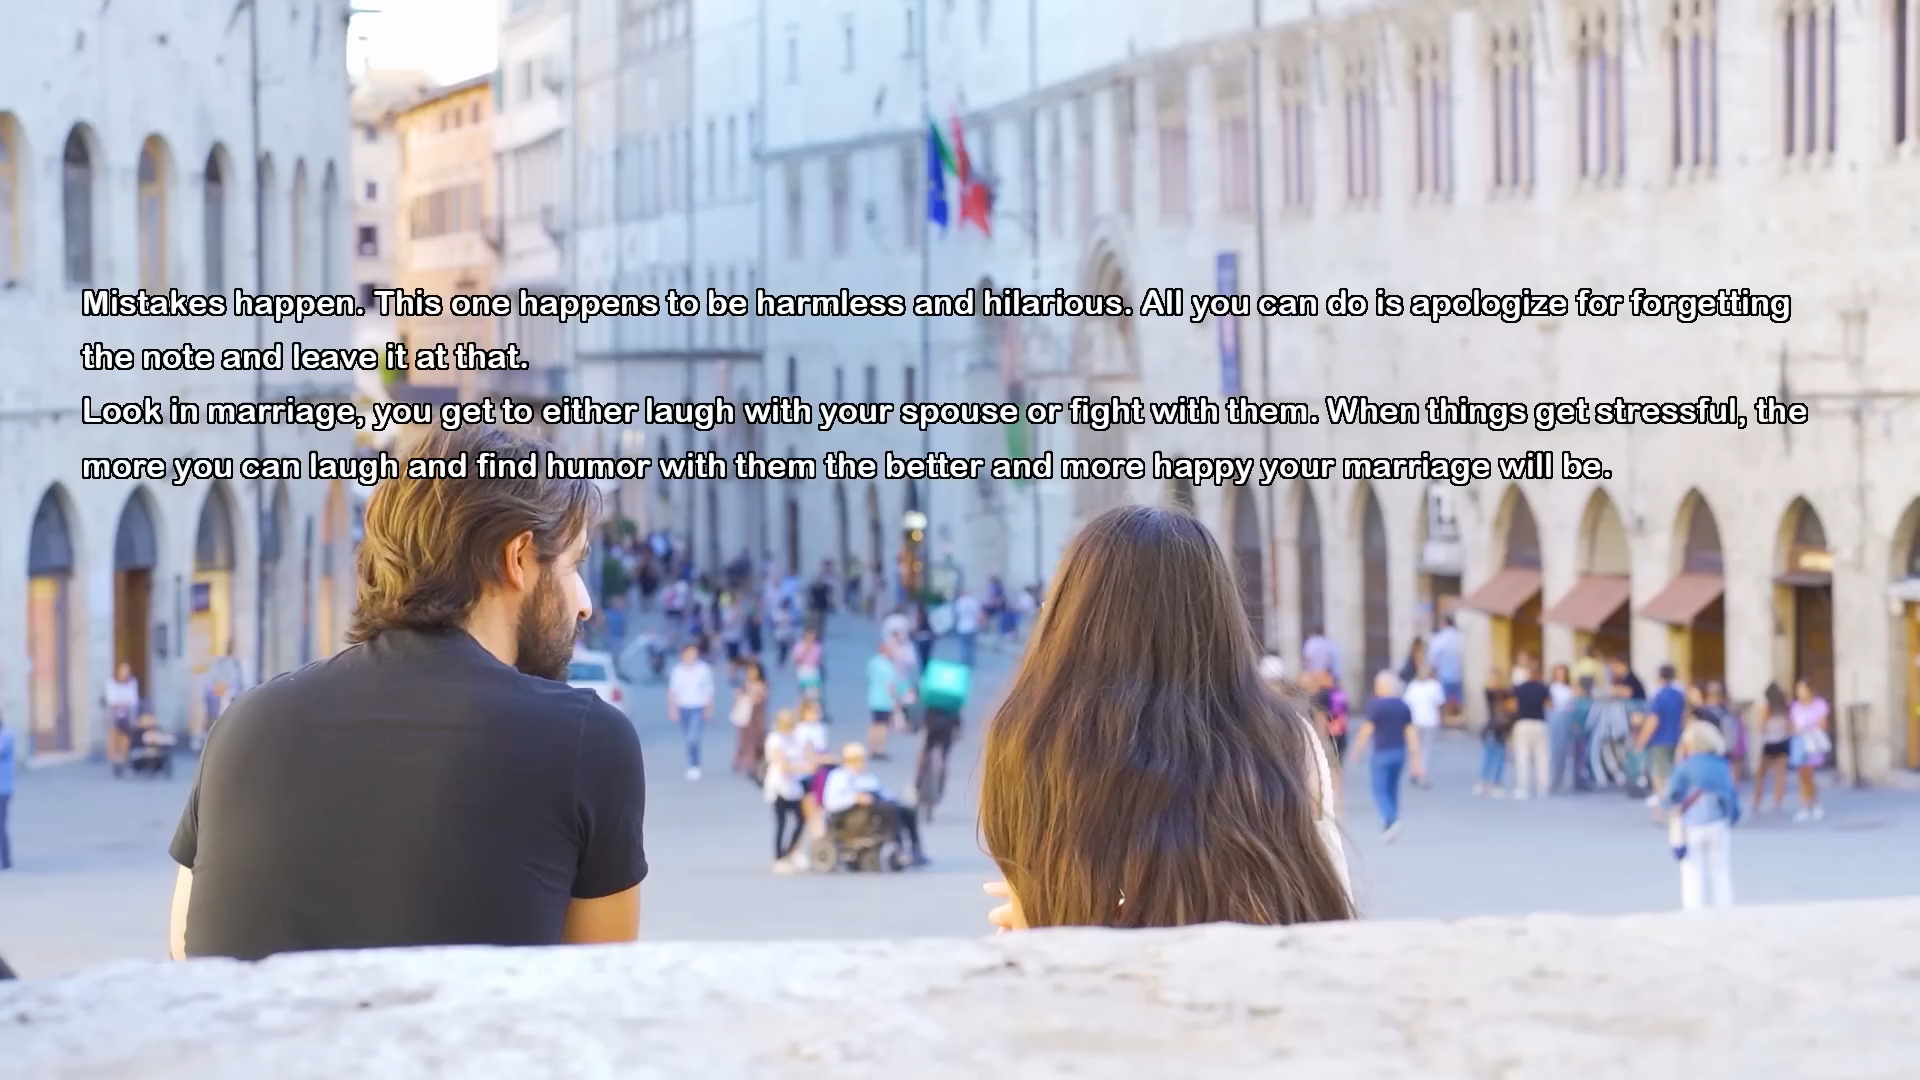 Mistakes happen. This one happens to be harmless and hilarious. All you can do is apologize for forgetting
the note and leave it at that.
Look in marriage, you get to either laugh with your spouse or fight with them. When things get stressful, the
more you can laugh and find humor with them the better and more happy your marriage will be.